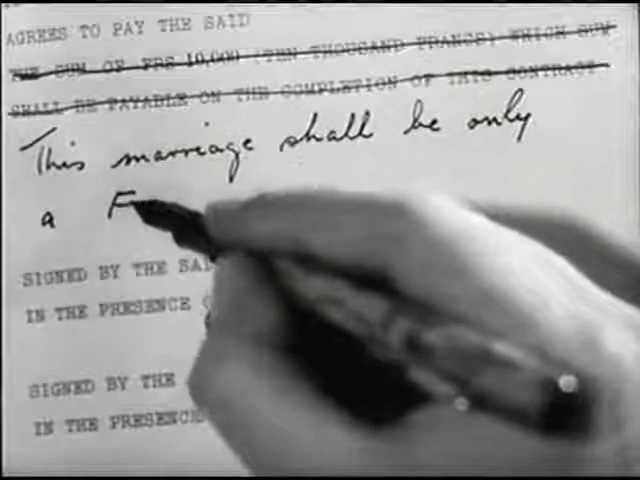 AGREES TO PAY THE SAID
THE SUM OF FRS 10,000 (TEN THOUSAND FRANCS) WHICH SUM
SHALL BE PAYABLE ON THE COMPLETION OF THIS CONTRACT
This marriage shall be only
a F
SIGNED BY THE SAI
IN THE PRESENCE
SIGNED BY THE
IN THE PRESENCE